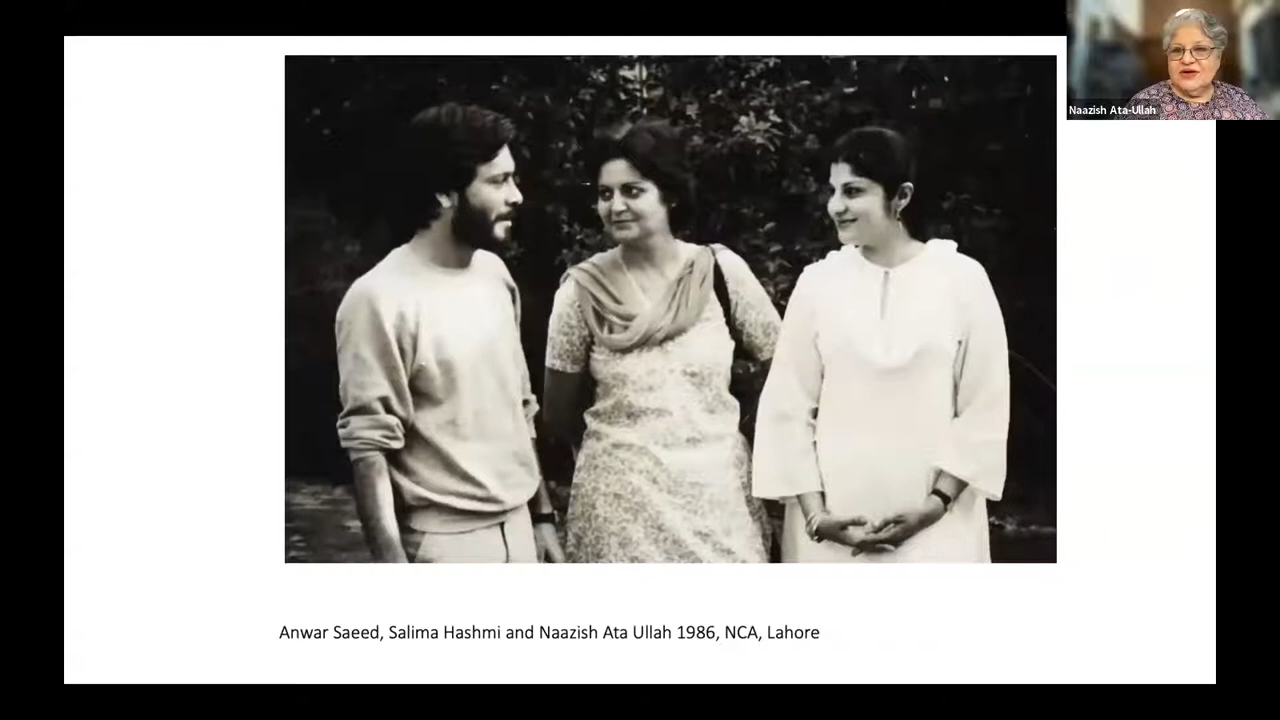 Naazish Ata-Ullah
Anwar Saeed, Salima Hashmi and Naazish Ata Ullah 1986, NCA, Lahore